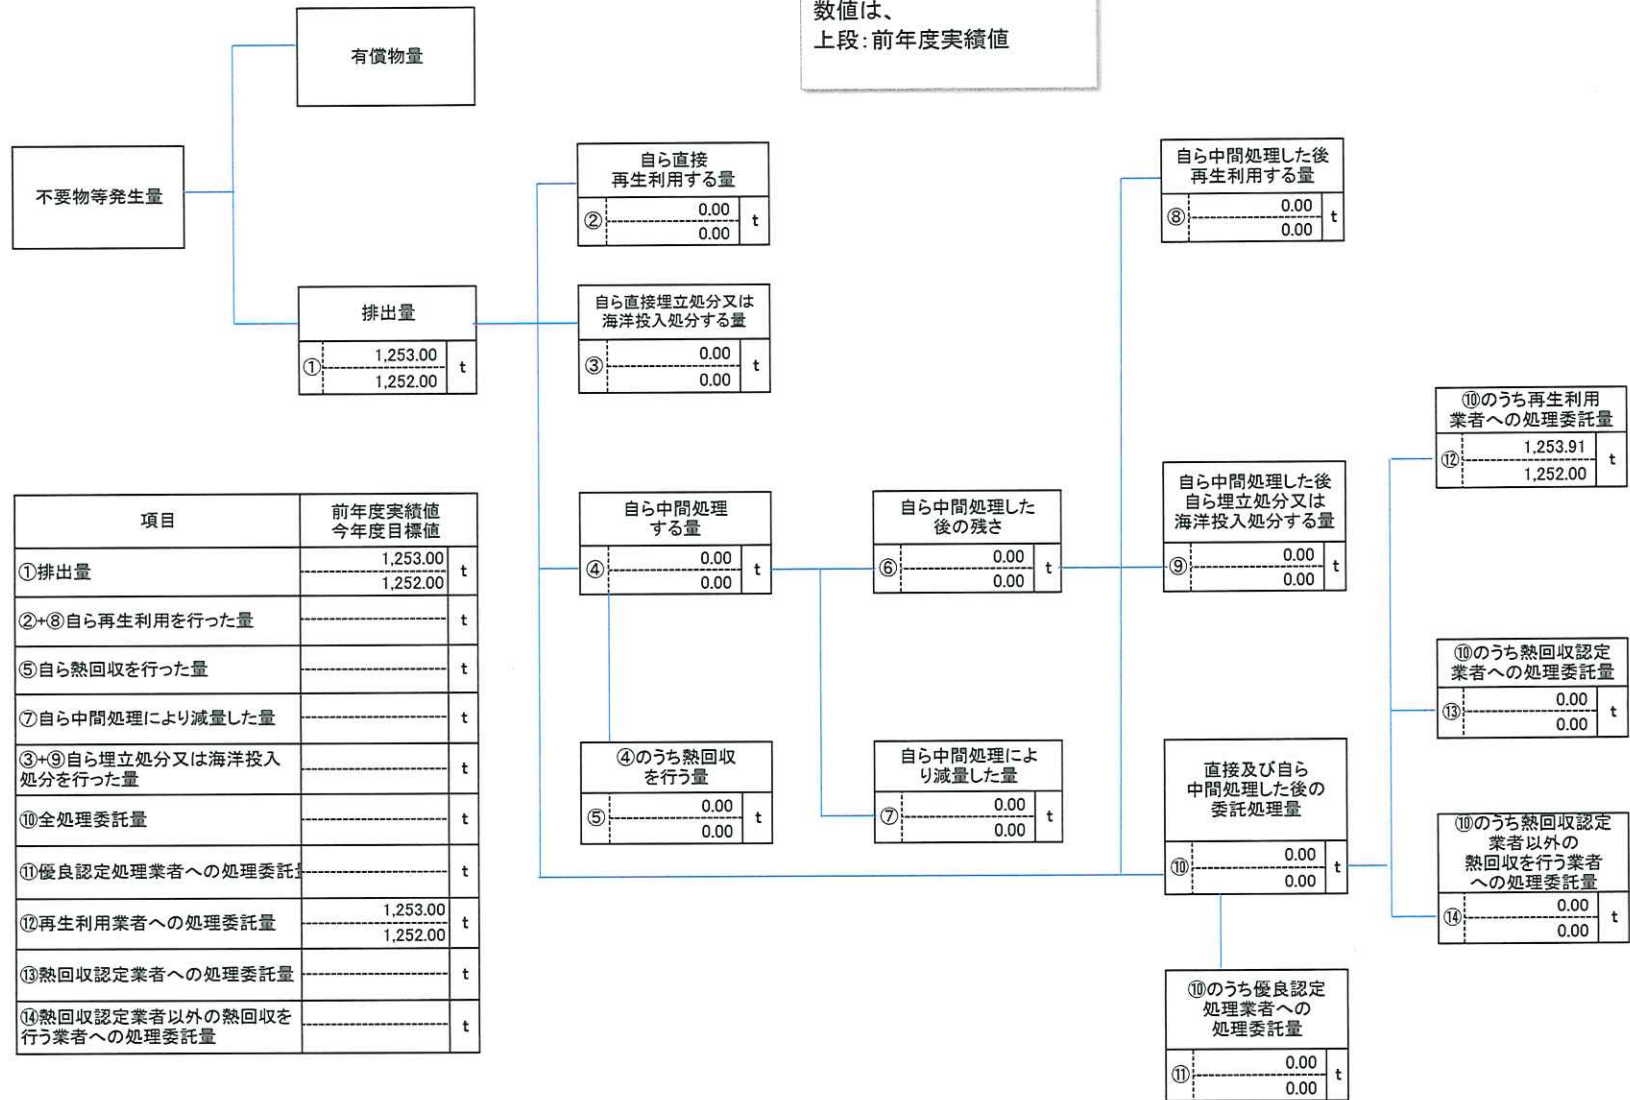 数値は、
上段:前年度実績値
有償物量
不要物等発生量
自ら直接
再生利用する量
② 0.00 t
0.00
自ら中間処理した後
再生利用する量
⑧ 0.00 t
0.00
排出量
① 1,253.00 t
1,252.00
自ら直接埋立処分又は
海洋投入処分する量
③ 0.00 t
0.00
⑩のうち再生利用
業者への処理委託量
⑫ 1,253.91 t
1,252.00
自ら中間処理
する量
④ 0.00 t
0.00
自ら中間処理した
後の残さ
⑥ 0.00 t
0.00
自ら中間処理した後
自ら埋立処分又は
海洋投入処分する量
⑨ 0.00 t
0.00
⑩のうち熱回収認定
業者への処理委託量
⑬ 0.00 t
0.00
④のうち熱回収
を行う量
⑤ 0.00 t
0.00
自ら中間処理によ
り減量した量
⑦ 0.00 t
0.00
直接及び自ら
中間処理した後の
委託処理量
⑩ 0.00 t
0.00
⑩のうち熱回収認定
業者以外の
熱回収を行う業者
への処理委託量
⑭ 0.00 t
0.00
⑩のうち優良認定
処理業者への
処理委託量
⑪ 0.00 t
0.00
項目 前年度実績値
今年度目標値
①排出量 1,253.00 t
1,252.00
②+⑧自ら再生利用を行った量 t
⑤自ら熱回収を行った量 t
⑦自ら中間処理により減量した量 t
③+⑨自ら埋立処分又は海洋投入
処分を行った量 t
⑩全処理委託量 t
⑪優良認定処理業者への処理委託 t
⑫再生利用業者への処理委託量 1,253.00 t
1,252.00
⑬熱回収認定業者への処理委託量 t
⑭熱回収認定業者以外の熱回収を
行う業者への処理委託量 t